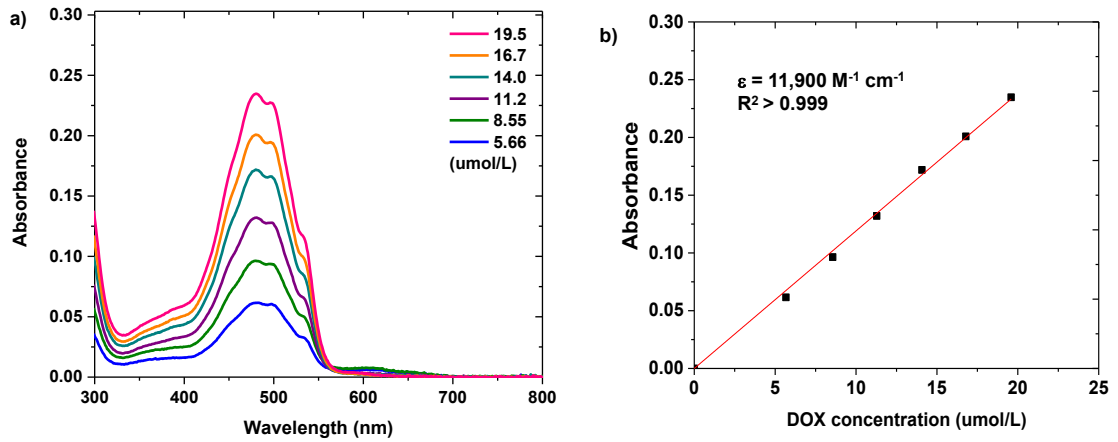 a)
0.30
0.25
0.20
0.15
0.10
0.05
0.00
Absorbance
300 400 500 600 700 800
Wavelength (nm)
19.5
16.7
14.0
11.2
8.55
5.66
(umol/L)
b)
0.30
0.25
0.20
0.15
0.10
0.05
0.00
Absorbance
ε = 11,900 M⁻¹ cm⁻¹
R² > 0.999
0 5 10 15 20 25
DOX concentration (umol/L)